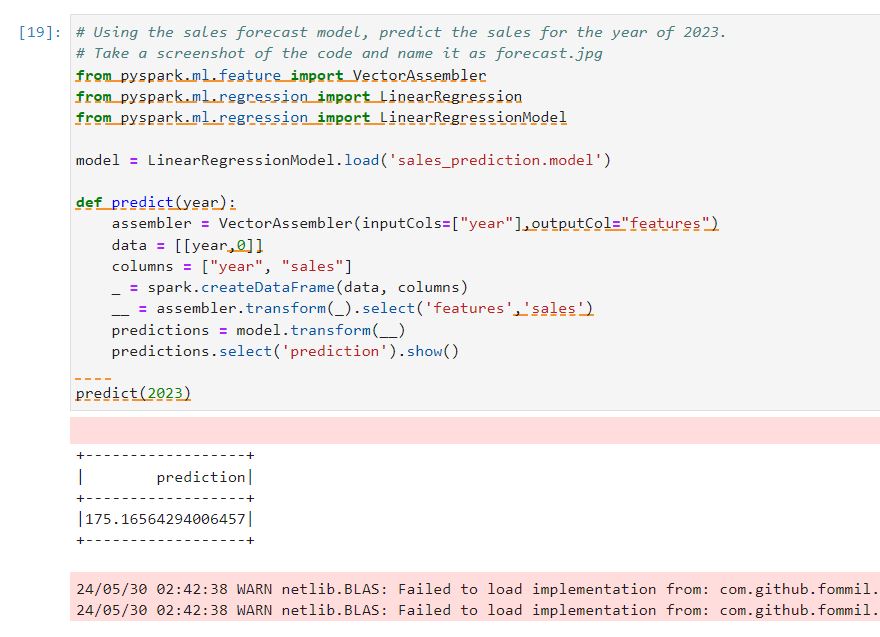 [19]: # Using the sales forecast model, predict the sales for the year of 2023.
# Take a screenshot of the code and name it as forecast.jpg
from pyspark.ml.feature import VectorAssembler
from pyspark.ml.regression import LinearRegression
from pyspark.ml.regression import LinearRegressionModel
model = LinearRegressionModel.load('sales_prediction.model')
def predict(year):
    assembler = VectorAssembler(inputCols=["year"],outputCol="features")
    data = [[year,0]]
    columns = ["year", "sales"]
    _ = spark.createDataFrame(data, columns)
    __ = assembler.transform(_).select('features','sales')
    predictions = model.transform(__)
    predictions.select('prediction').show()
predict(2023)
+------------------+
|        prediction|
+------------------+
|175.16564294006457|
+------------------+
24/05/30 02:42:38 WARN netlib.BLAS: Failed to load implementation from: com.github.fommil.
24/05/30 02:42:38 WARN netlib.BLAS: Failed to load implementation from: com.github.fommil.